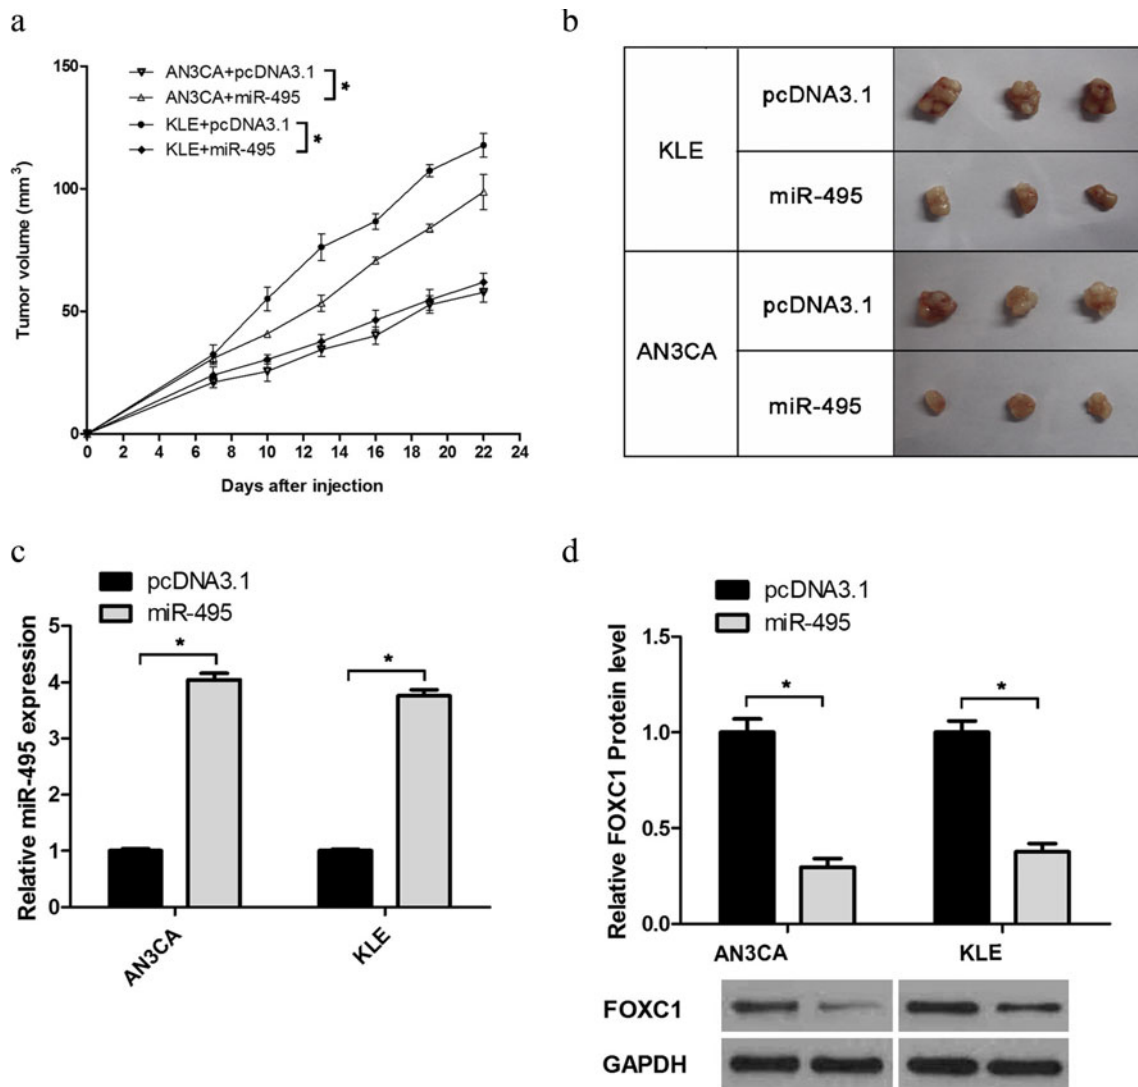 a
150
100
50
0
Tumor volume (mm³)
AN3CA+pcDNA3.1
AN3CA+miR-495
*
KLE+pcDNA3.1
KLE+miR-495
*
0 2 4 6 8 10 12 14 16 18 20 22 24
Days after injection
b
KLE
pcDNA3.1
miR-495
AN3CA
pcDNA3.1
miR-495
c
pcDNA3.1
miR-495
Relative miR-495 expression
5
4
3
2
1
0
*
*
AN3CA
KLE
d
pcDNA3.1
miR-495
Relative FOXC1 Protein level
1.5
1.0
0.5
0.0
*
*
AN3CA KLE
FOXC1
GAPDH